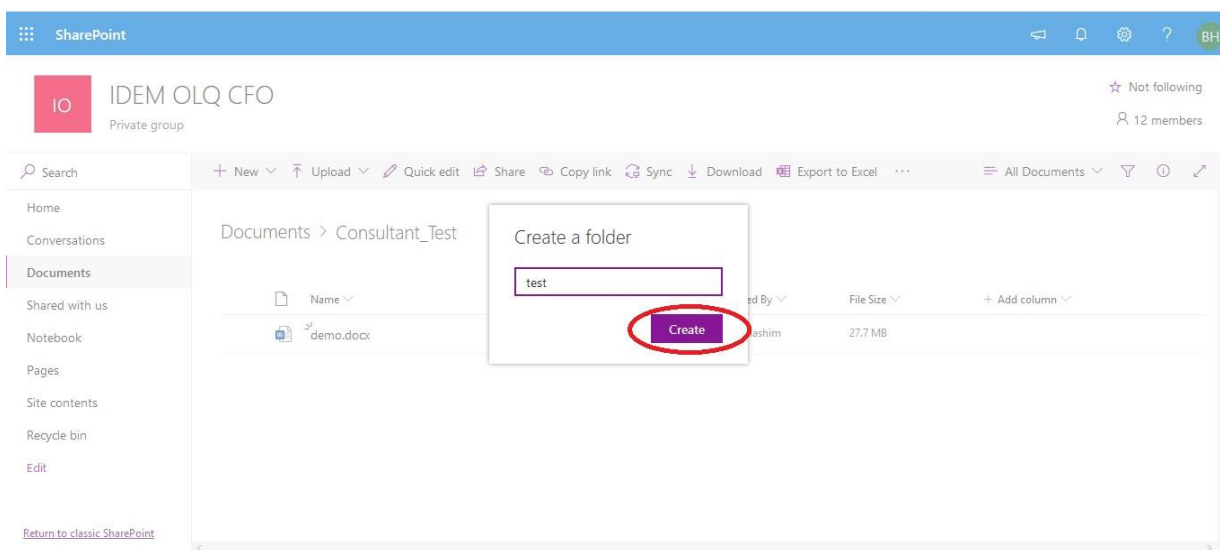 SharePoint
BH
IO
IDEM OLQ CFO
Private group
Not following
12 members
Search
+ New Upload Quick edit Share Copy link Sync Download Export to Excel ··· All Documents
Home
Conversations
Documents
Shared with us
Notebook
Pages
Site contents
Recycle bin
Edit
Return to classic SharePoint
Documents > Consultant_Test
Name ed By File Size + Add column
demo.docx ashim 27.7 MB
Create a folder
test
Create